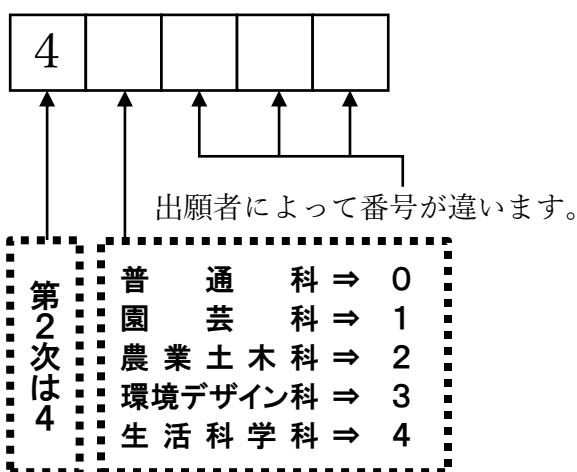 4
出願者によって番号が違います。
第2次は4
普通科⇒ 0
園芸科⇒ 1
農業土木科⇒ 2
環境デザイン科⇒ 3
生活科学科⇒ 4